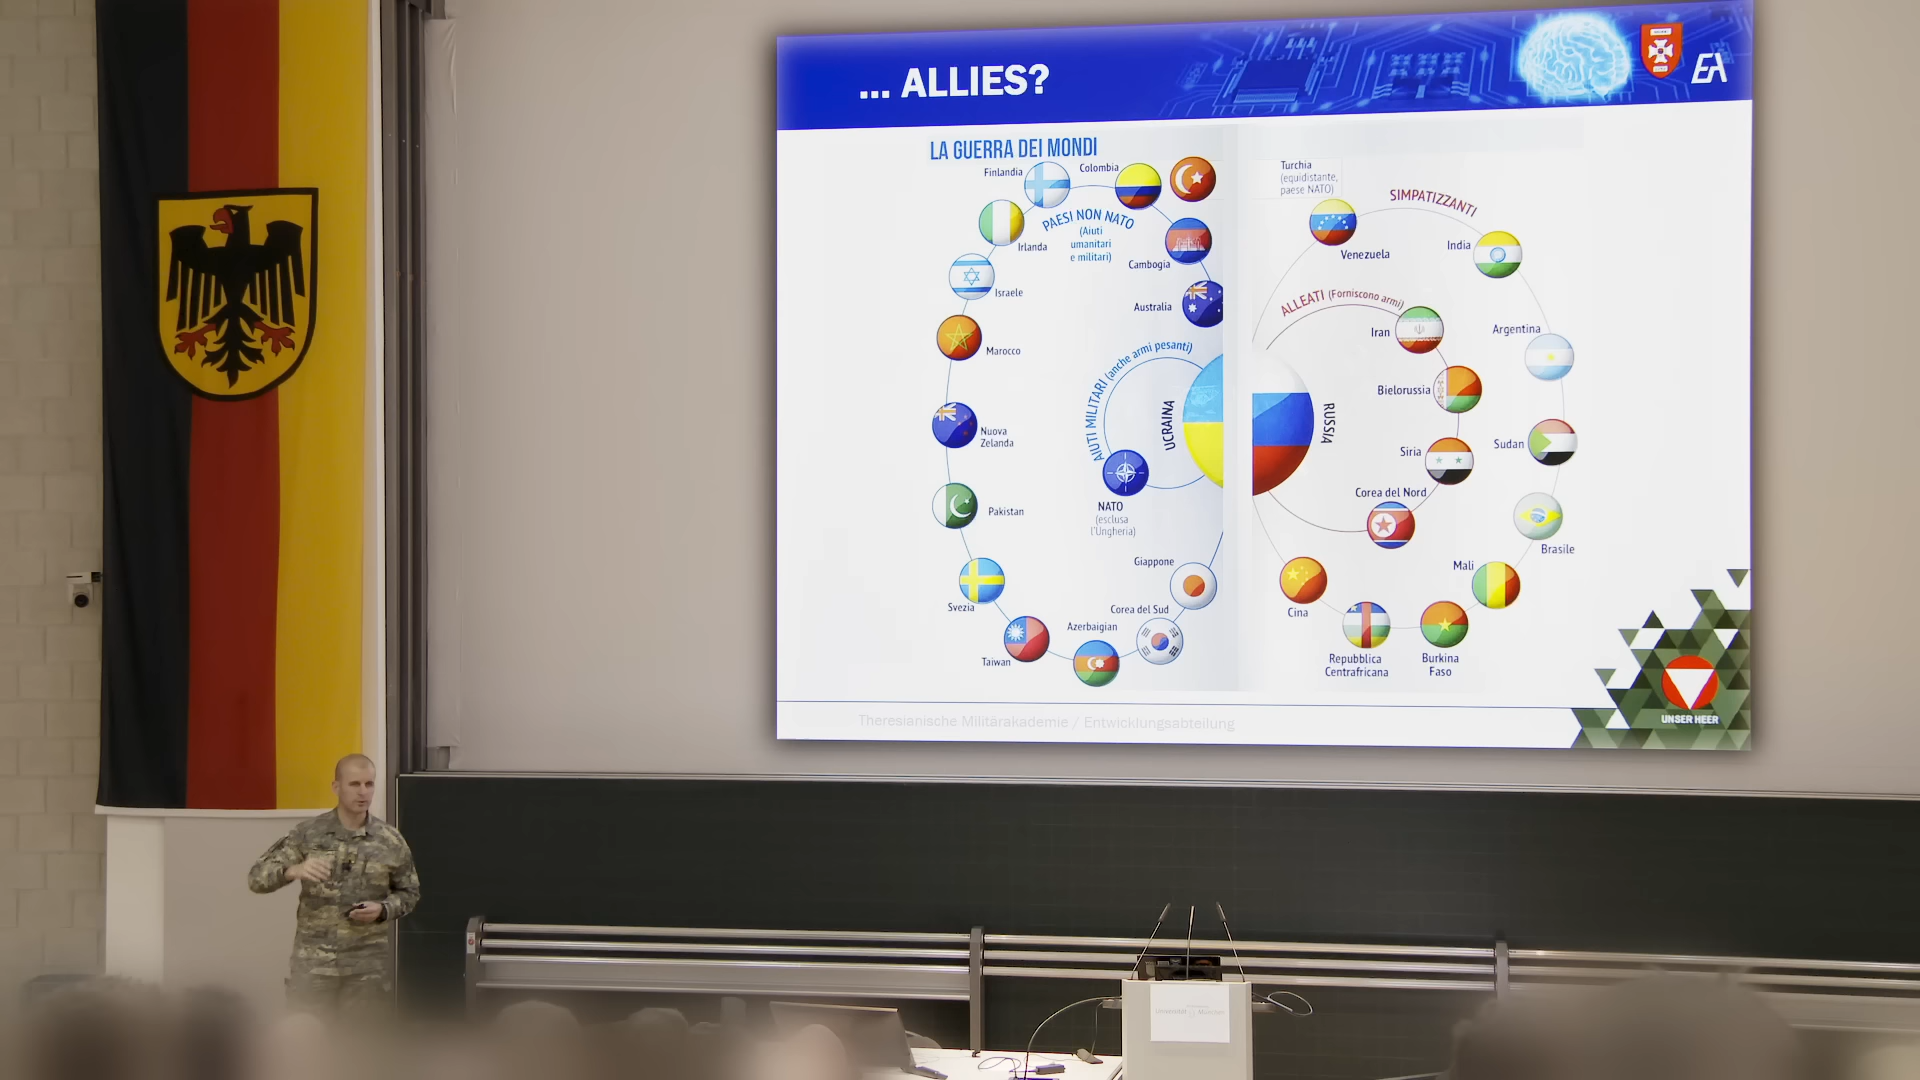 ... ALLIES?
EA
LA GUERRA DEI MONDI
Finlandia
Colombia
PAESI NON NATO
(Aiuti
umanitari
e militari)
Irlanda
Cambogia
Israele
Australia
Marocco
AIUTI MILITARI (anche armi pesanti)
UCRAINA
Nuova
Zelanda
NATO
(esclusa
l'Ungheria)
Pakistan
Giappone
Svezia
Corea del Sud
Azerbaigian
Taiwan
Turchia
(equidistante,
paese NATO)
SIMPATIZZANTI
Venezuela
India
ALLEATI (Forniscono armi)
Iran
Argentina
Bielorussia
RUSSIA
Sudan
Siria
Corea del Nord
Brasile
Mali
Cina
Repubblica
Centrafricana
Burkina
Faso
Theresianische Militärakademie / Entwicklungsabteilung
UNSER HEER
Universität München